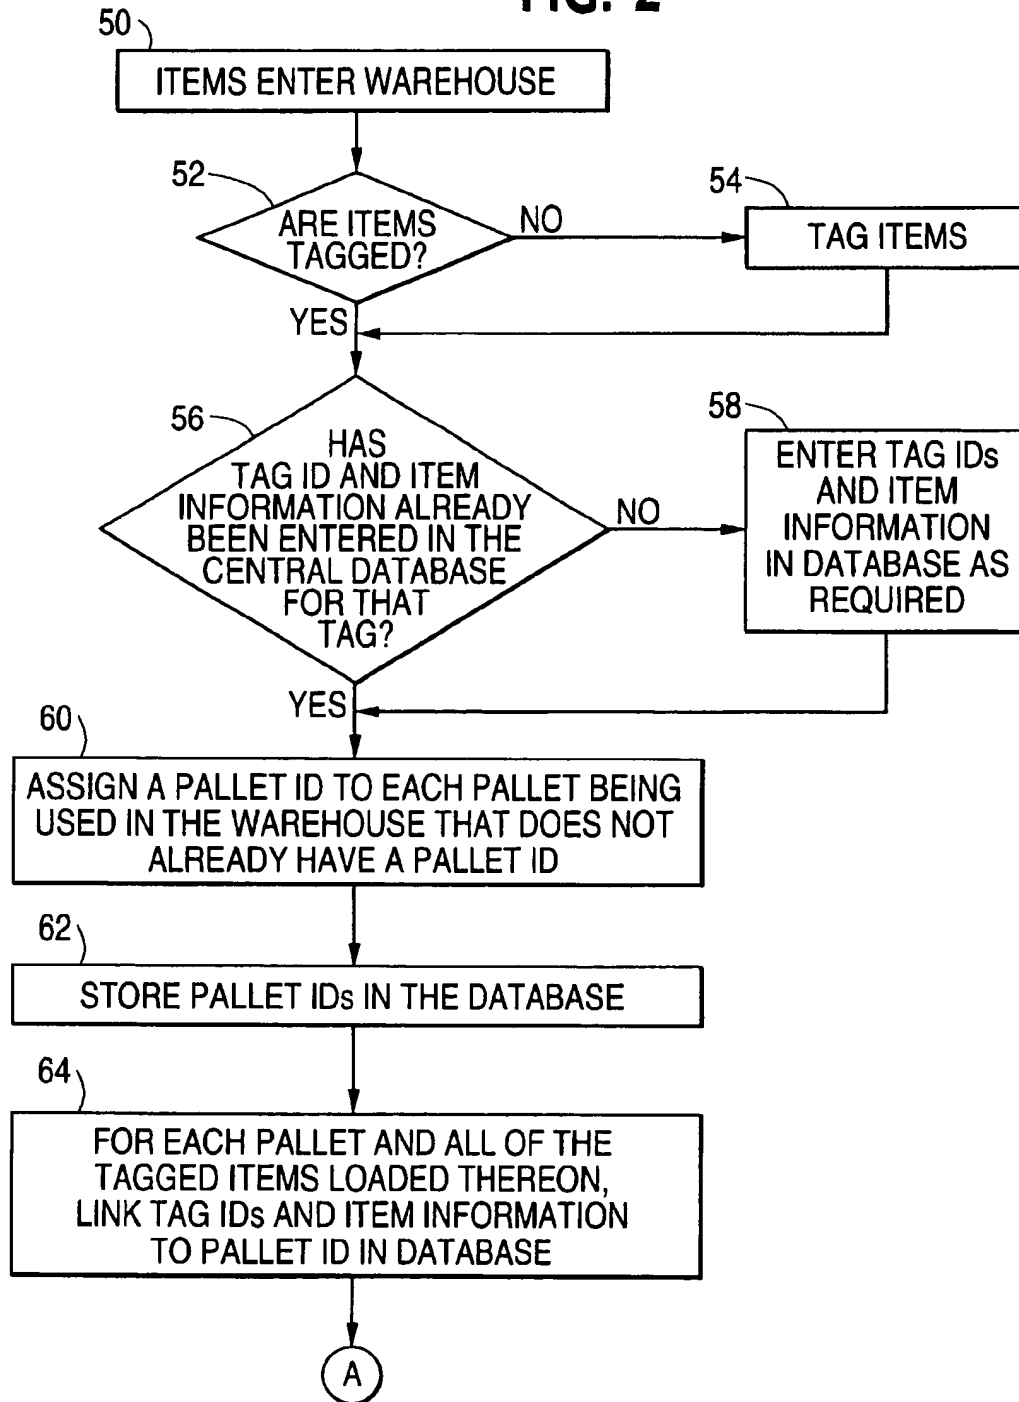 FIG. 2
50
ITEMS ENTER WAREHOUSE
52
ARE ITEMS
TAGGED?
NO
54
TAG ITEMS
YES
56
HAS
TAG ID AND ITEM
INFORMATION ALREADY
BEEN ENTERED IN THE
CENTRAL DATABASE
FOR THAT
TAG?
NO
58
ENTER TAG IDs
AND ITEM
INFORMATION
IN DATABASE AS
REQUIRED
YES
60
ASSIGN A PALLET ID TO EACH PALLET BEING
USED IN THE WAREHOUSE THAT DOES NOT
ALREADY HAVE A PALLET ID
62
STORE PALLET IDs IN THE DATABASE
64
FOR EACH PALLET AND ALL OF THE
TAGGED ITEMS LOADED THEREON,
LINK TAG IDs AND ITEM INFORMATION
TO PALLET ID IN DATABASE
A